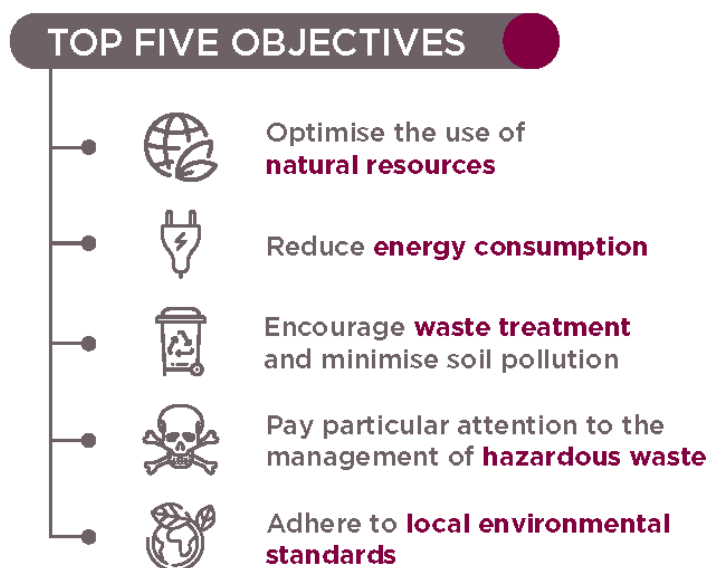 TOP FIVE OBJECTIVES
Optimise the use of
natural resources
Reduce energy consumption
Encourage waste treatment
and minimise soil pollution
Pay particular attention to the
management of hazardous waste
Adhere to local environmental
standards